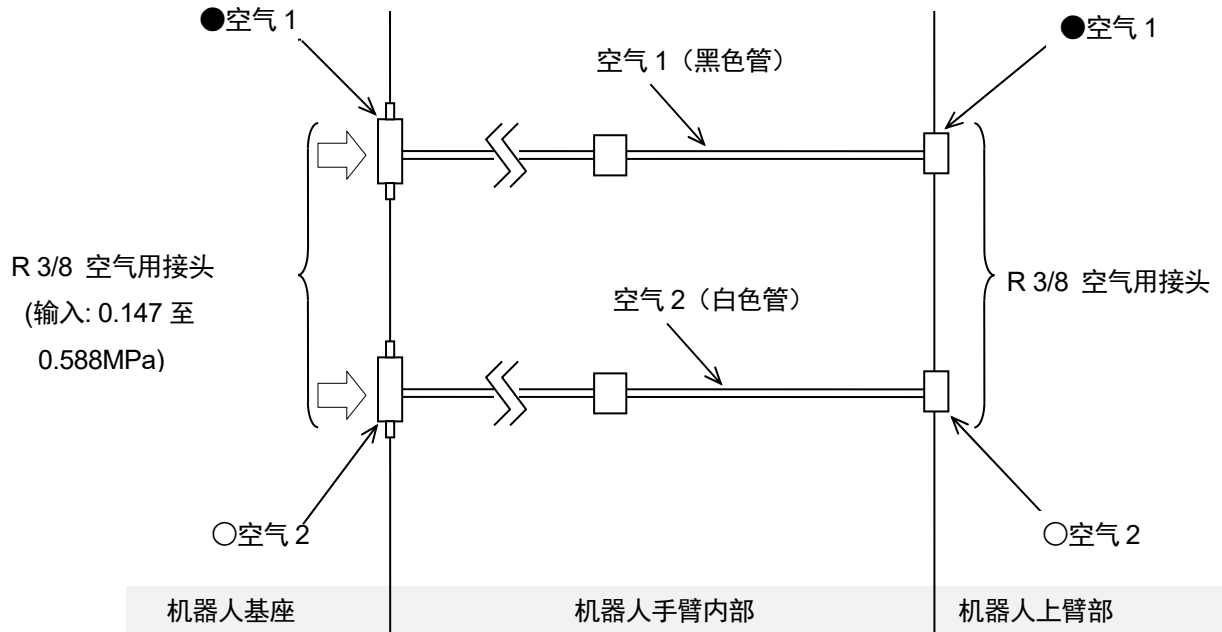 ●空气 1
●空气 1
空气 1（黑色管）
R 3/8 空气用接头
(输入: 0.147 至
0.588MPa)
R 3/8 空气用接头
空气 2（白色管）
○空气 2
○空气 2
机器人基座
机器人手臂内部
机器人上臂部